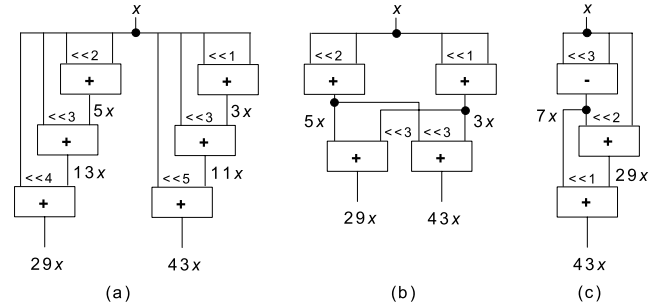 x x x
<<2 <<1 <<2 <<1 <<3
+ + + + -
5x 3x 5x 3x 7x
<<3 <<3 <<3 <<3 <<2
+ + + + +
13x 11x 29x
<<4 <<5 <<1
+ + +
29x 43x 29x 43x 43x
(a) (b) (c)